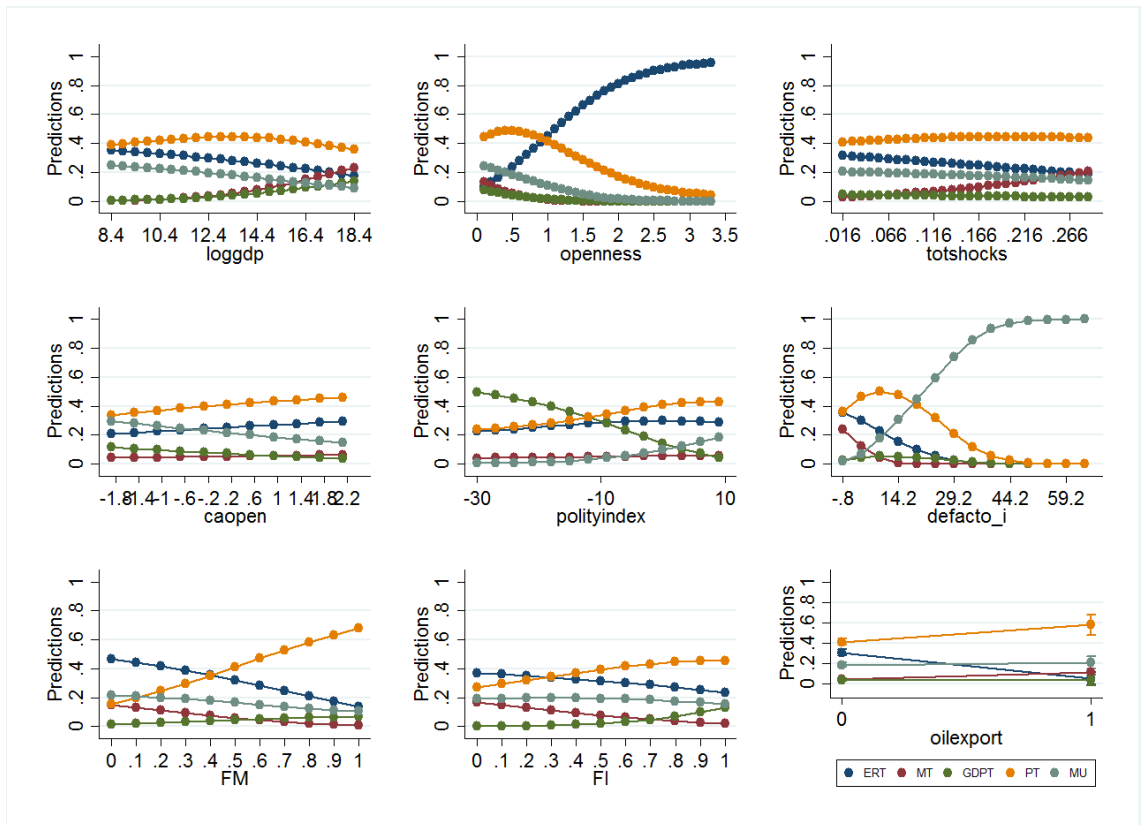 Predictions
0 .2 .4 .6 .8 1
8.4 10.4 12.4 14.4 16.4 18.4
loggdp
Predictions
0 .2 .4 .6 .8 1
0 .5 1 1.5 2 2.5 3 3.5
openness
Predictions
0 .2 .4 .6 .8 1
.016 .066 .116 .166 .216 .266
totshocks
Predictions
0 .2 .4 .6 .8 1
-1.8 -1.4 -1 -.6 -.2 .2 .6 1 1.4 1.8 2.2
caopen
Predictions
0 .2 .4 .6 .8 1
-30 -10 10
polityindex
Predictions
0 .2 .4 .6 .8 1
-.8 14.2 29.2 44.2 59.2
defacto_i
Predictions
0 .2 .4 .6 .8 1
0 .1 .2 .3 .4 .5 .6 .7 .8 .9 1
FM
Predictions
0 .2 .4 .6 .8 1
0 .1 .2 .3 .4 .5 .6 .7 .8 .9 1
FI
Predictions
0 .2 .4 .6 .8 1
0 1
oilexport
ERT MT GDPT PT MU